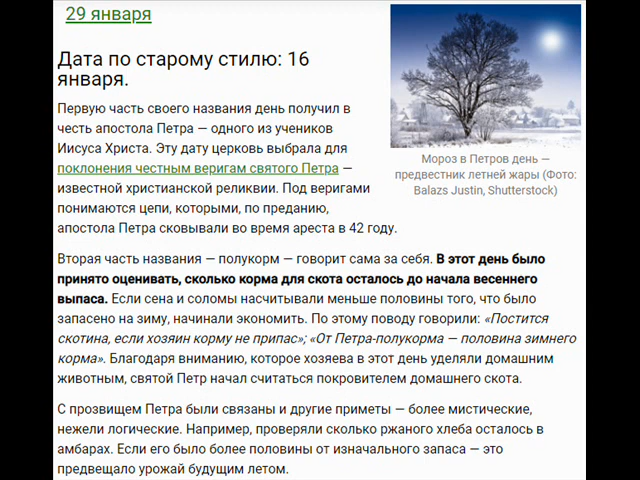 29 января
Дата по старому стилю: 16
января.
Первую часть своего названия день получил в
честь апостола Петра — одного из учеников
Иисуса Христа. Эту дату церковь выбрала для
поклонения честным веригам святого Петра —
известной христианской реликвии. Под веригами
понимаются цепи, которыми, по преданию,
апостола Петра сковывали во время ареста в 42 году.
Мороз в Петров день —
предвестник летней жары (Фото:
Balazs Justin, Shutterstock)
Вторая часть названия — полукорм — говорит сама за себя. В этот день было
принято оценивать, сколько корма для скота осталось до начала весеннего
выпаса. Если сена и соломы насчитывали меньше половины того, что было
запасено на зиму, начинали экономить. По этому поводу говорили: «Постится
скотина, если хозяин корму не припас»; «От Петра-полукорма — половина зимнего
корма». Благодаря вниманию, которое хозяева в этот день уделяли домашним
животным, святой Петр начал считаться покровителем домашнего скота.
С прозвищем Петра были связаны и другие приметы — более мистические,
нежели логические. Например, проверяли сколько ржаного хлеба осталось в
амбарах. Если его было более половины от изначального запаса — это
предвещало урожай будущим летом.